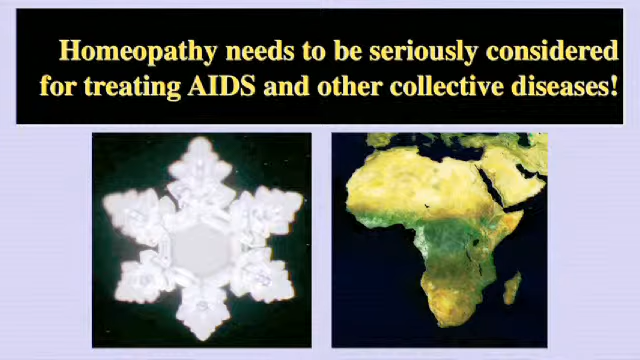 Homeopathy needs to be seriously considered
for treating AIDS and other collective diseases!